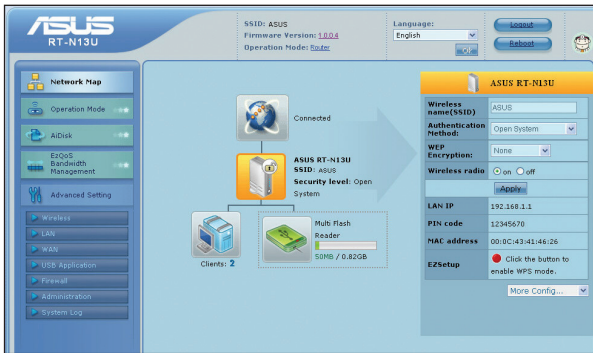 ASUS
RT-N13U
SSID: ASUS
Firmware Version: 1.0.0.4
Operation Mode: Router
Language:
English
Logout
Reboot
Network Map
Operation Mode
AiDisk
EzQoS
Bandwidth
Management
Advanced Setting
Wireless
LAN
WAN
USB Application
Firewall
Administration
System Log
Connected
ASUS RT-N13U
SSID: ASUS
Security level: Open
System
Clients: 2
Multi Flash
Reader
50MB / 0.82GB
ASUS RT-N13U
Wireless
name(SSID)
ASUS
Authentication
Method:
Open System
WEP
Encryption:
None
Wireless radio
on off
Apply
LAN IP
192.168.1.1
PIN code
12345670
MAC address
00:0C:43:41:46:26
EZSetup
Click the button to
enable WPS mode.
More Config...